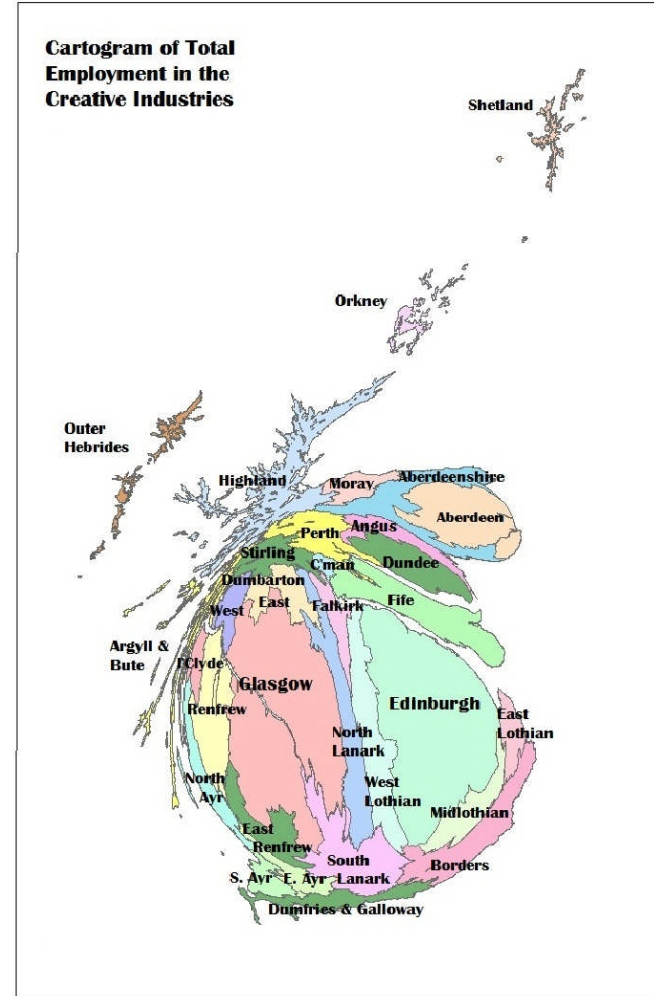 Cartogram of Total
Employment in the
Creative Industries
Shetland
Orkney
Outer
Hebrides
Highland
Moray
Aberdeenshire
Aberdeen
Perth
Angus
Stirling
C'man
Dundee
Dumbarton
West
East
Falkirk
Fife
Argyll &
Bute
I'Clyde
Glasgow
Renfrew
Edinburgh
East
Lothian
North
Lanark
North
Ayr
West
Lothian
Midlothian
East
Renfrew
South
Lanark
Borders
S. Ayr
E. Ayr
Dumfries & Galloway